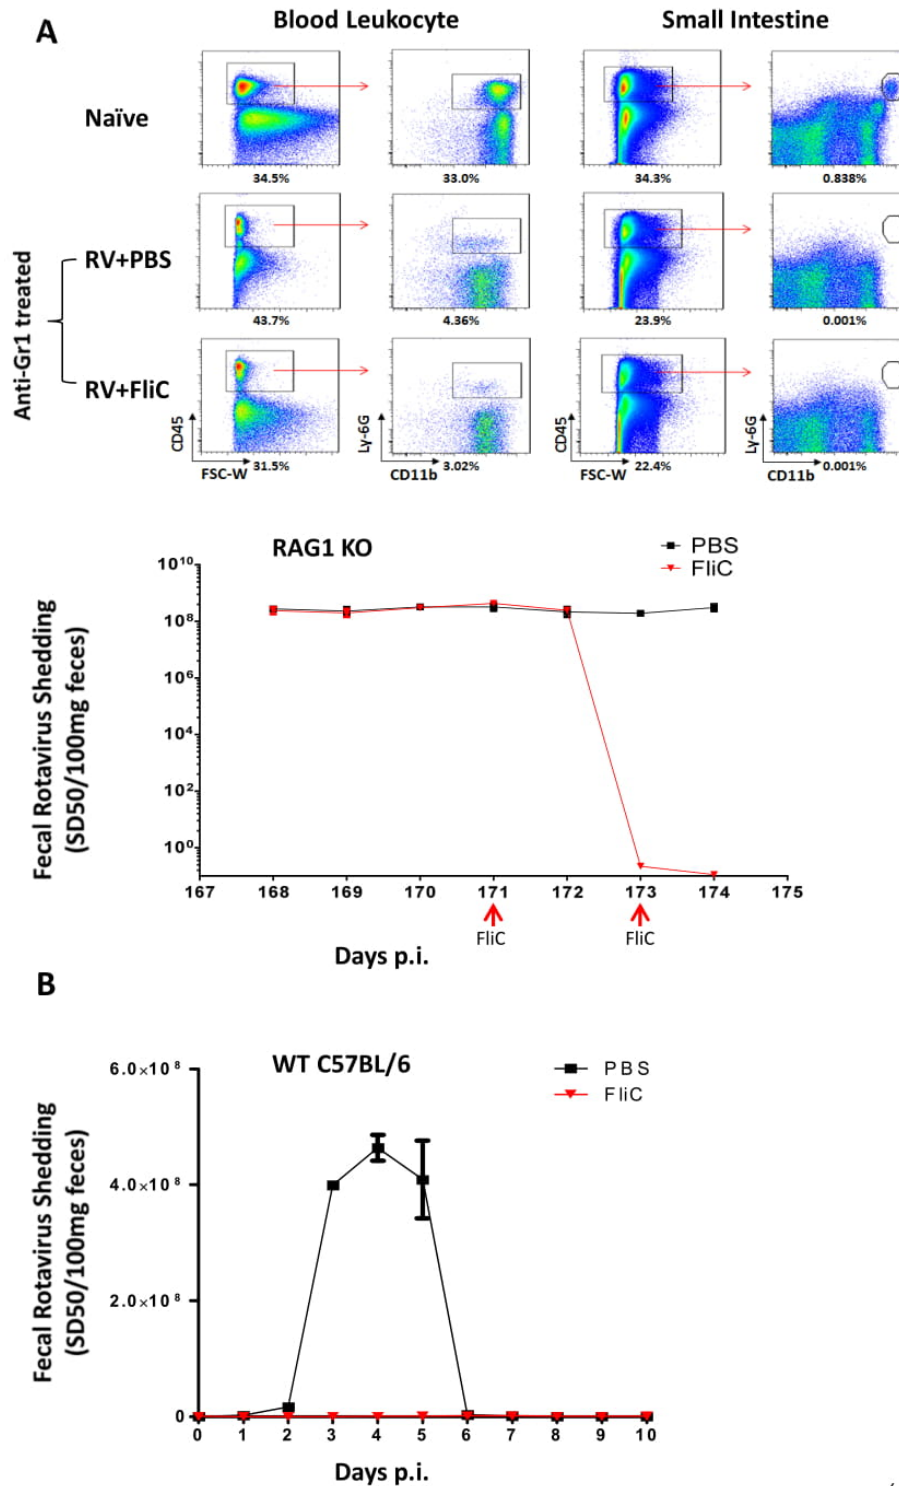 A
Blood Leukocyte
Small Intestine
Naïve
34.5%
33.0%
34.3%
0.838%
Anti-Gr1 treated
RV+PBS
43.7%
4.36%
23.9%
0.001%
RV+FliC
CD45
Ly-6G
CD45
Ly-6G
31.5%
3.02%
22.4%
0.001%
FSC-W
CD11b
FSC-W
CD11b
RAG1 KO
PBS
FliC
Fecal Rotavirus Shedding
(SD50/100mg feces)
10¹⁰
10⁸
10⁶
10⁴
10²
10⁰
167 168 169 170 171 172 173 174 175
FliC FliC
Days p.i.
B
WT C57BL/6
PBS
FliC
Fecal Rotavirus Shedding
(SD50/100mg feces)
6.0×10⁸
4.0×10⁸
2.0×10⁸
0
0 1 2 3 4 5 6 7 8 9 10
Days p.i.